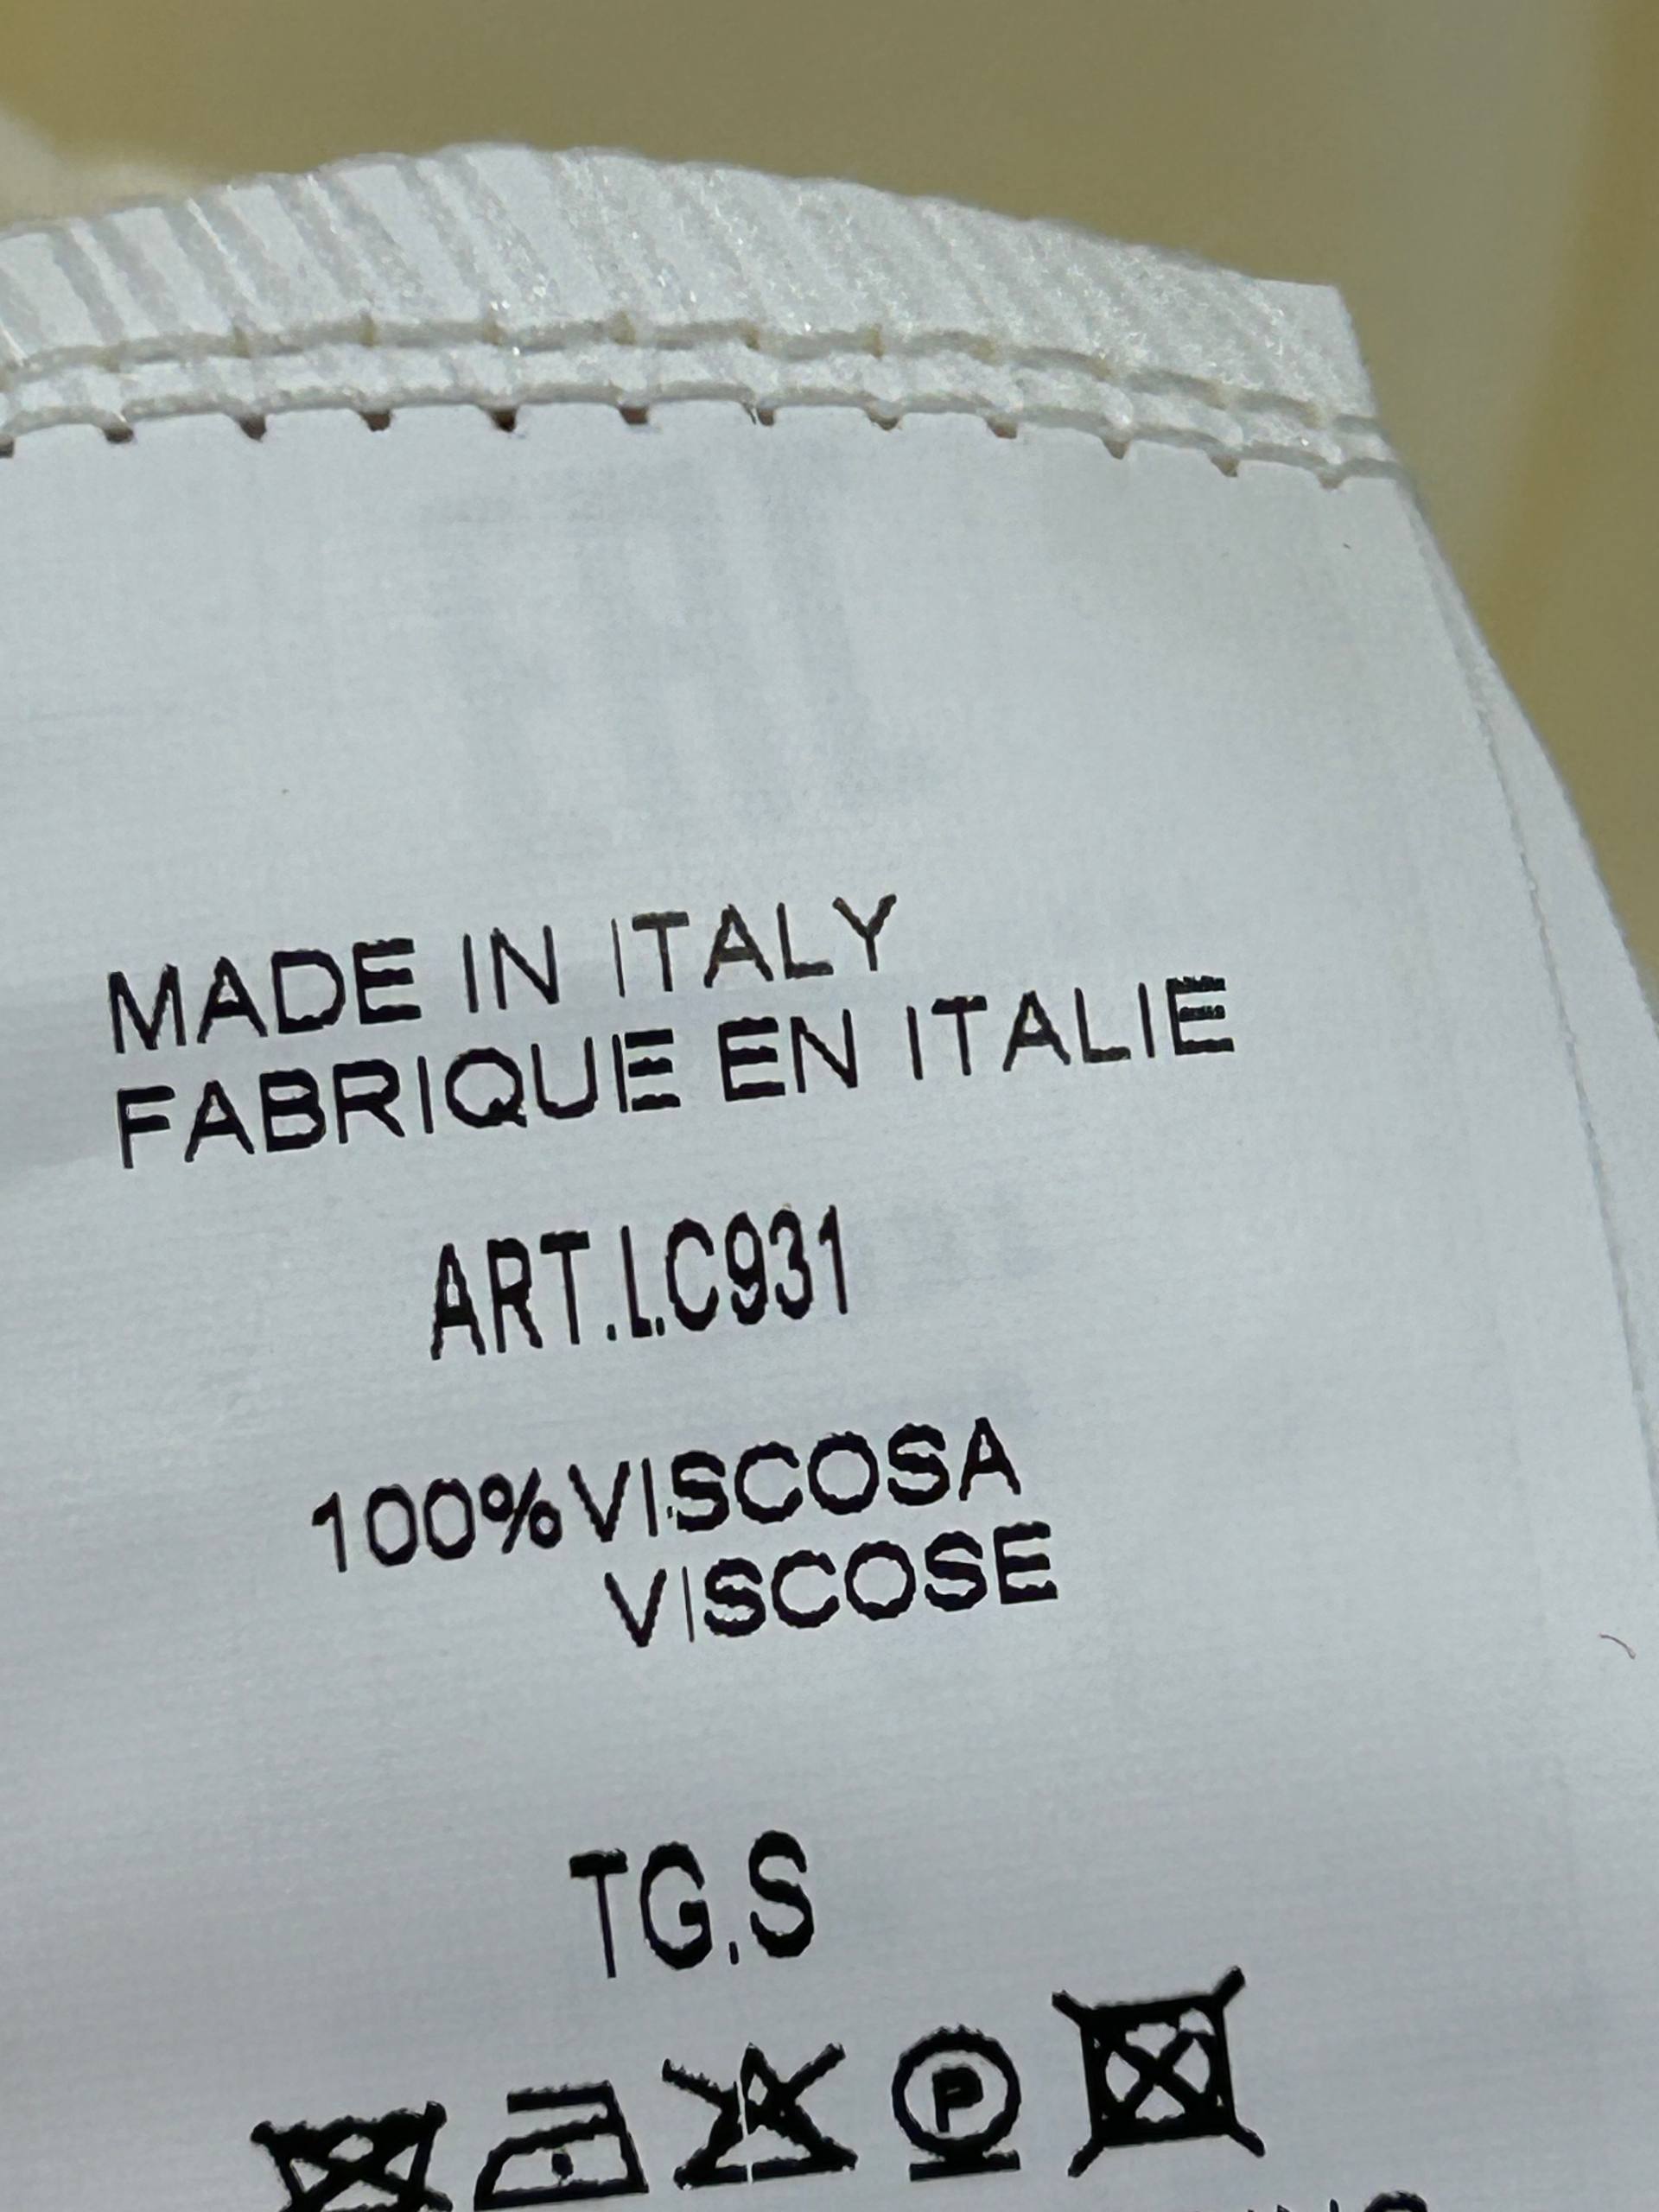 MADE IN ITALY
FABRIQUE EN ITALIE
ART.LC931
100%VISCOSA
VISCOSE
TG.S
P